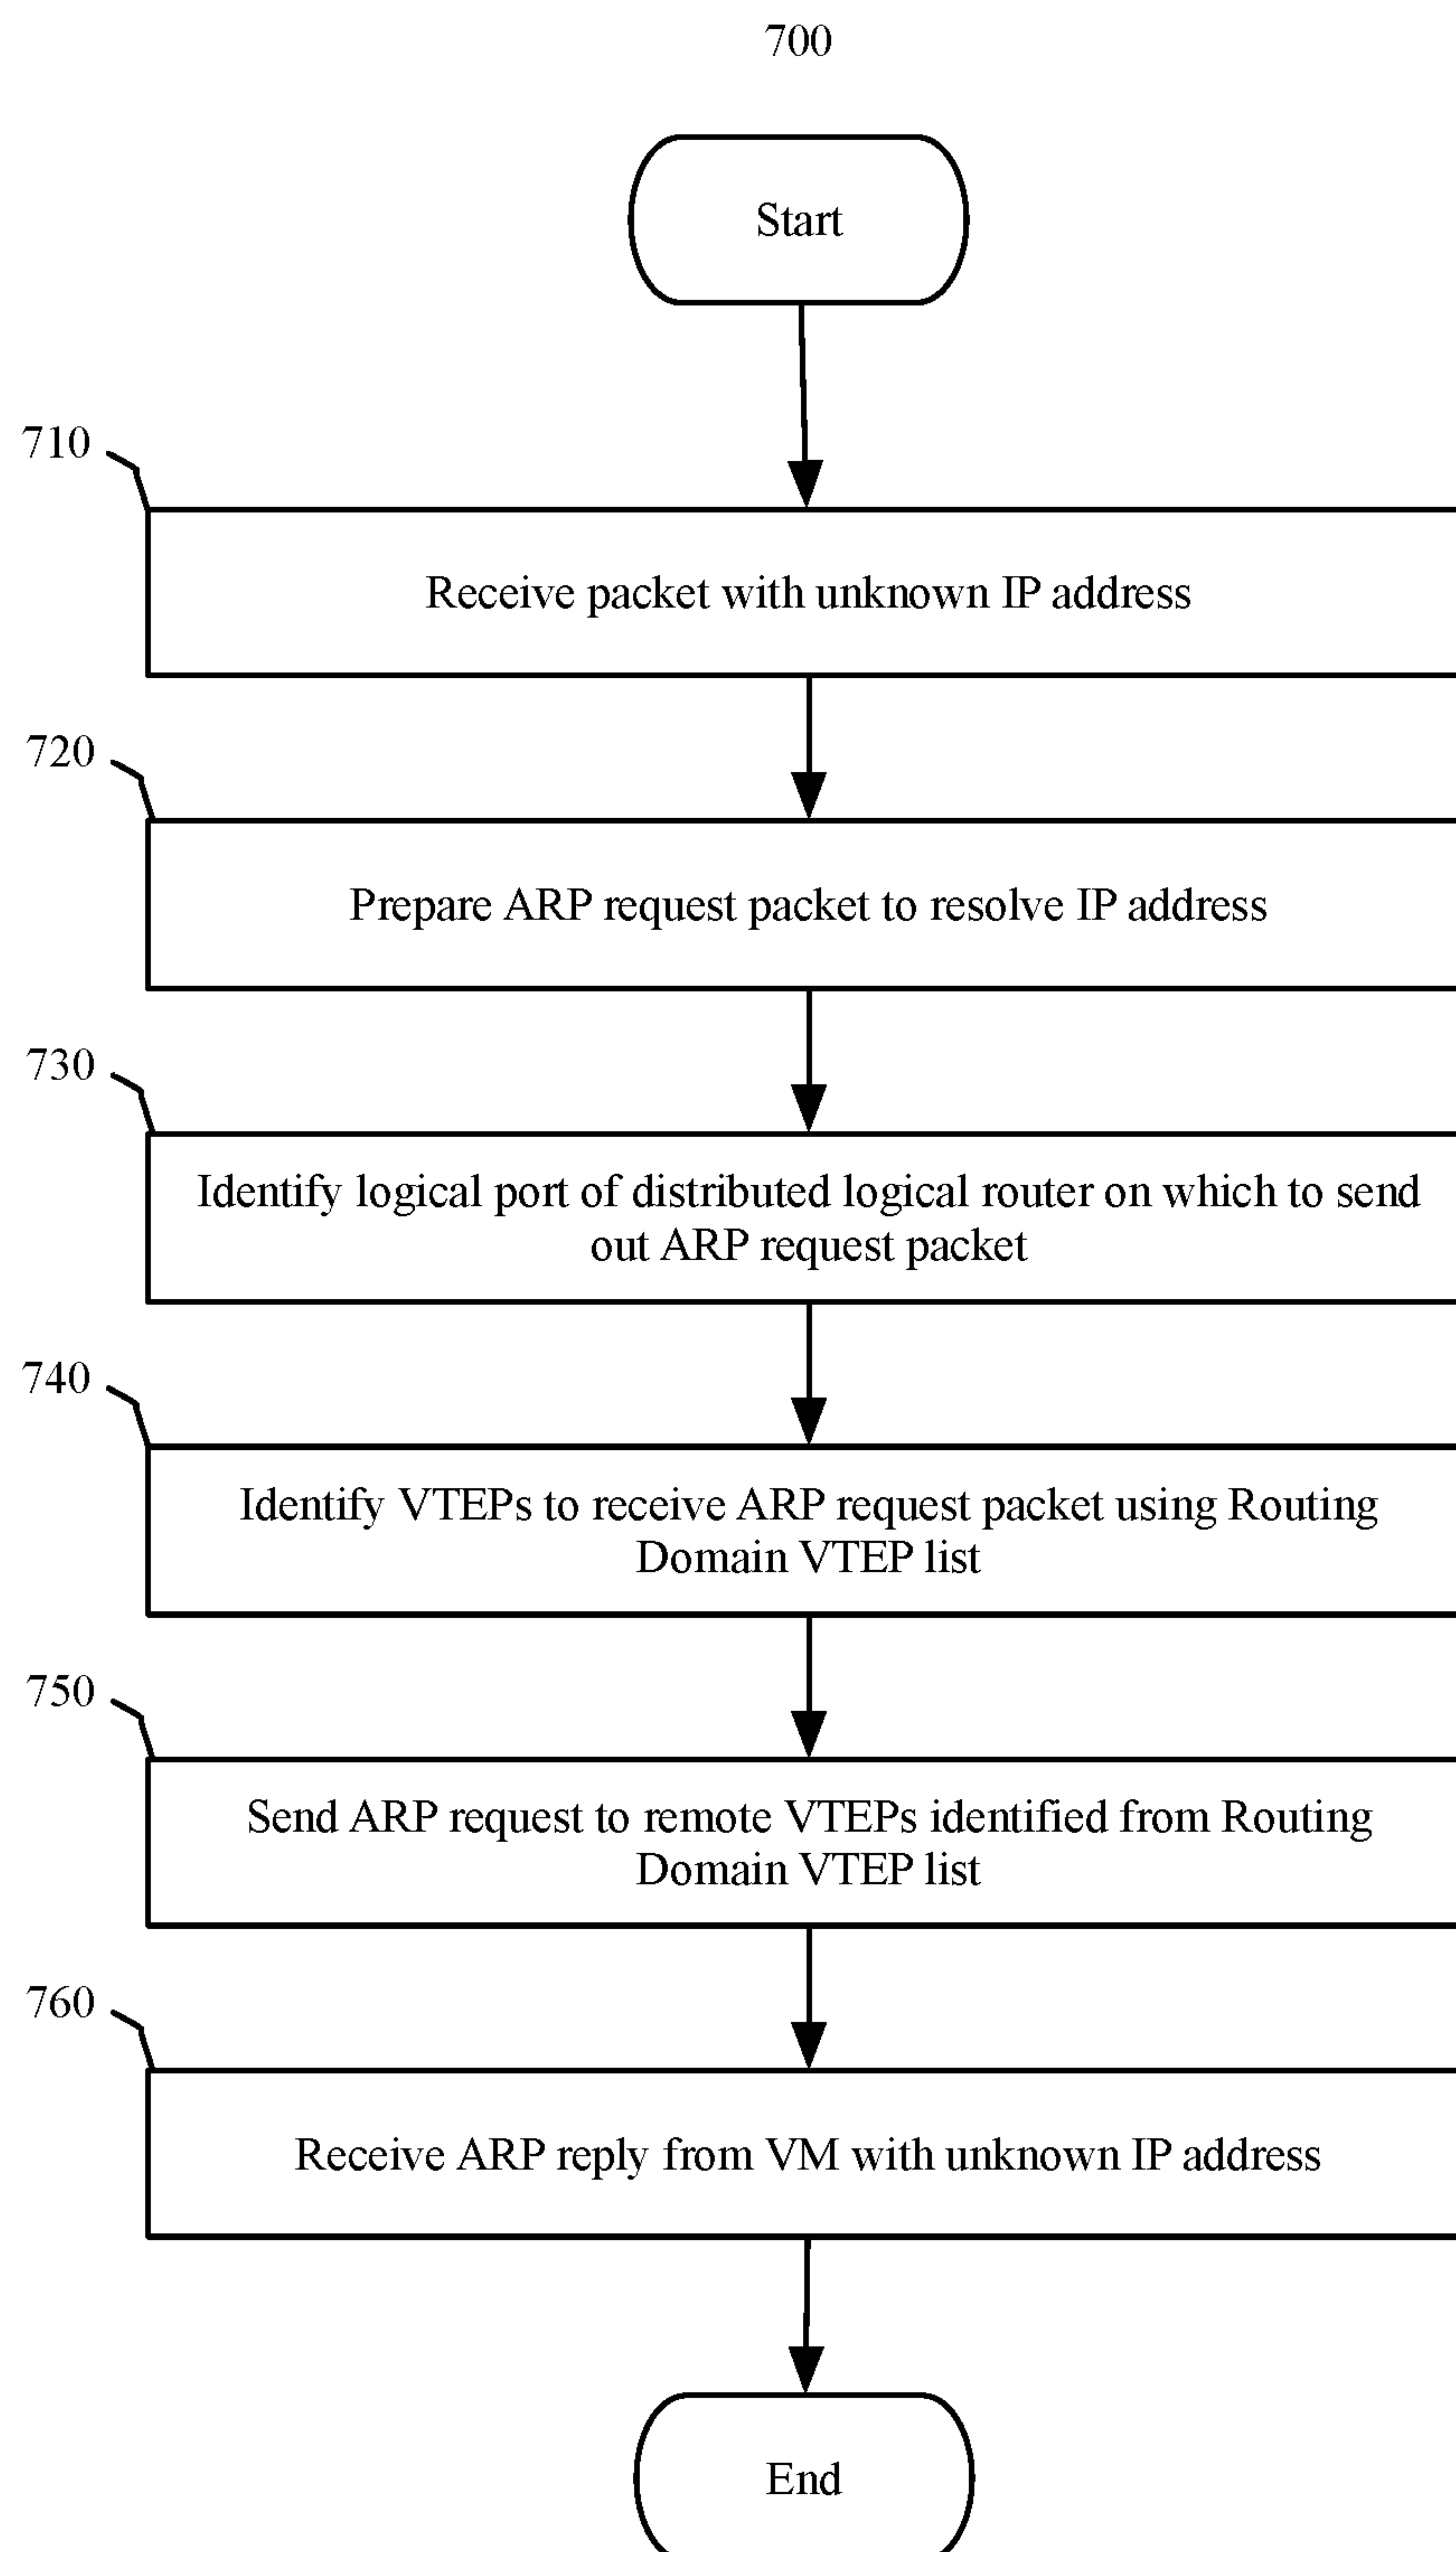 700
Start
710
Receive packet with unknown IP address
720
Prepare ARP request packet to resolve IP address
730
Identify logical port of distributed logical router on which to send
out ARP request packet
740
Identify VTEPs to receive ARP request packet using Routing
Domain VTEP list
750
Send ARP request to remote VTEPs identified from Routing
Domain VTEP list
760
Receive ARP reply from VM with unknown IP address
End